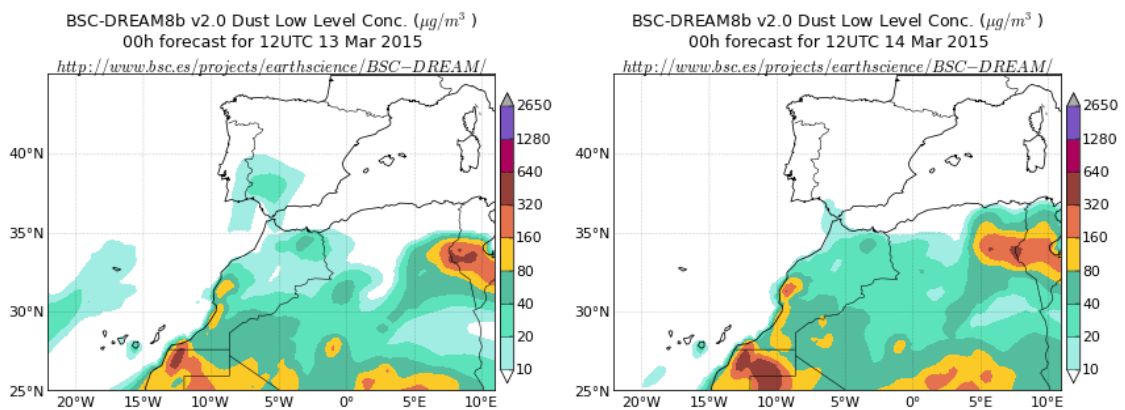 BSC-DREAM8b v2.0 Dust Low Level Conc. (μg/m³ )
00h forecast for 12UTC 13 Mar 2015
http://www.bsc.es/projects/earthscience/BSC−DREAM/
40°N
35°N
30°N
25°N
20°W
15°W
10°W
5°W
0°
5°E
10°E
2650
1280
640
320
160
80
40
20
10
BSC-DREAM8b v2.0 Dust Low Level Conc. (μg/m³ )
00h forecast for 12UTC 14 Mar 2015
http://www.bsc.es/projects/earthscience/BSC−DREAM/
40°N
35°N
30°N
25°N
20°W
15°W
10°W
5°W
0°
5°E
10°E
2650
1280
640
320
160
80
40
20
10